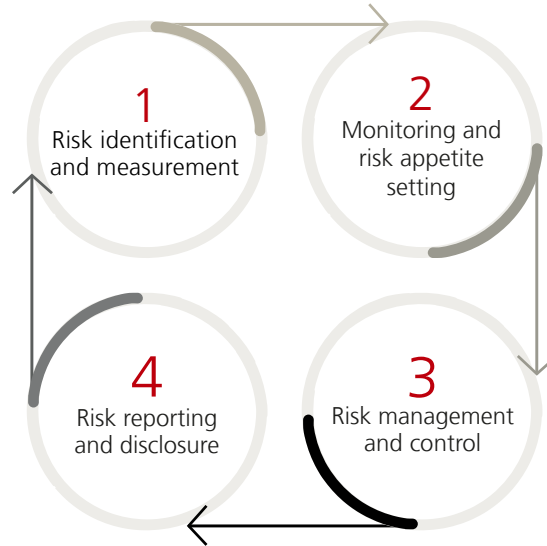 1
Risk identification
and measurement
2
Monitoring and
risk appetite
setting
3
Risk management
and control
4
Risk reporting
and disclosure